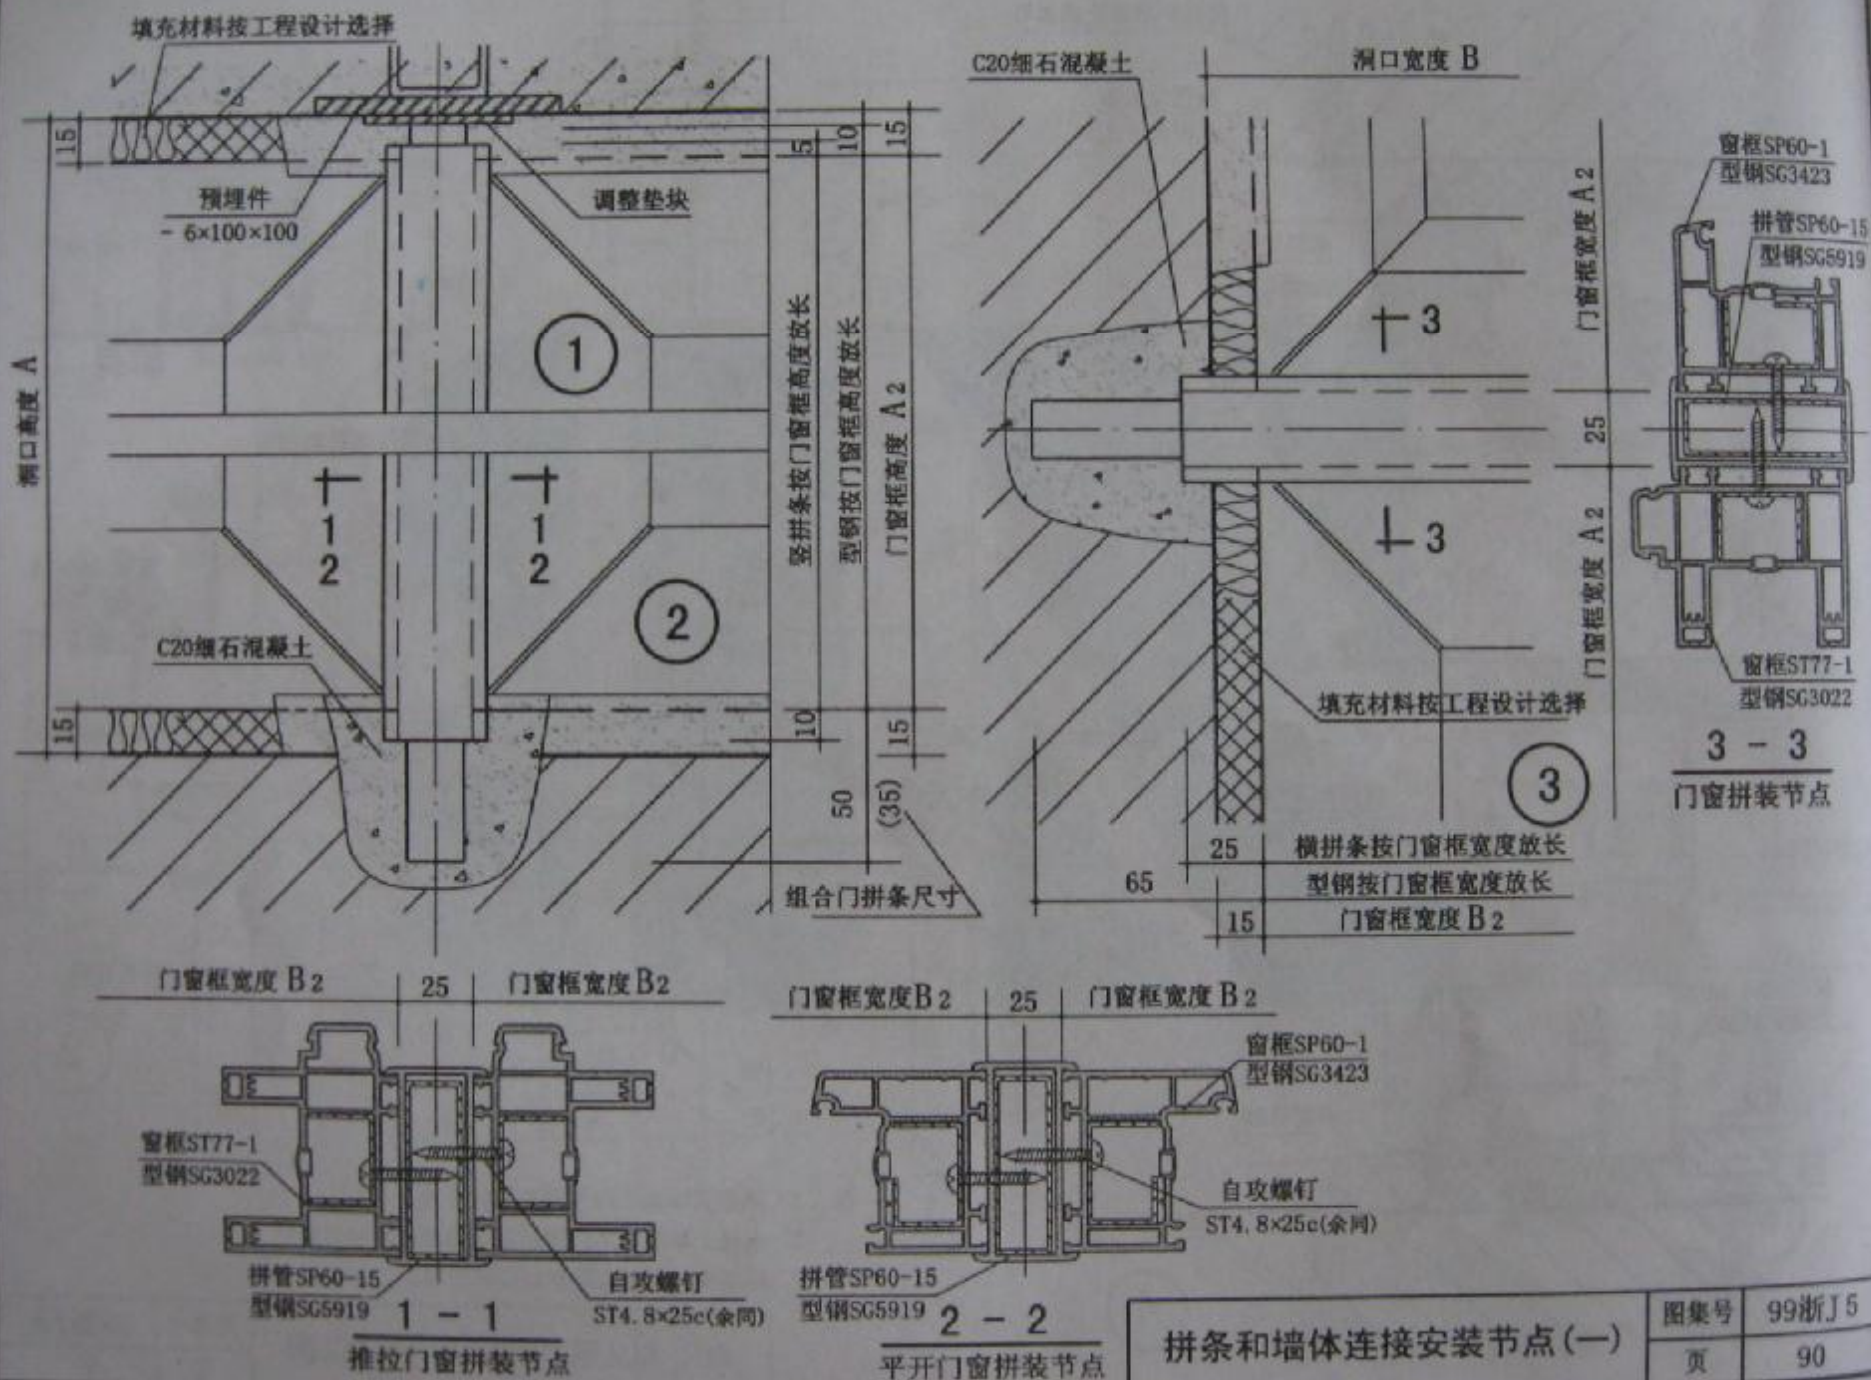 填充材料按工程设计选择
15
预埋件
- 6×100×100
调整垫块
5
10
15
洞口高度 A
1
竖拼条按门窗框高度放长
型钢按门窗框高度放长
门窗框高度 A2
1
2
1
2
2
C20细石混凝土
15
10
15
50
(35)
组合门拼条尺寸
C20细石混凝土
洞口宽度 B
门窗框宽度 A2
3
25
3
门窗框宽度 A2
填充材料按工程设计选择
3
25
横拼条按门窗框宽度放长
65
型钢按门窗框宽度放长
15
门窗框宽度 B2
窗框SP60-1
型钢SG3423
拼管SP60-15
型钢SG5919
窗框ST77-1
型钢SG3022
3 - 3
门窗拼装节点
门窗框宽度 B2
25
门窗框宽度 B2
窗框ST77-1
型钢SG3022
拼管SP60-15
型钢SG5919
自攻螺钉
ST4.8×25c(余同)
1 - 1
推拉门窗拼装节点
门窗框宽度B2
25
门窗框宽度 B2
窗框SP60-1
型钢SG3423
自攻螺钉
ST4.8×25c(余同)
拼管SP60-15
型钢SG5919
2 - 2
平开门窗拼装节点
拼条和墙体连接安装节点(一)
图集号
99浙J5
页
90